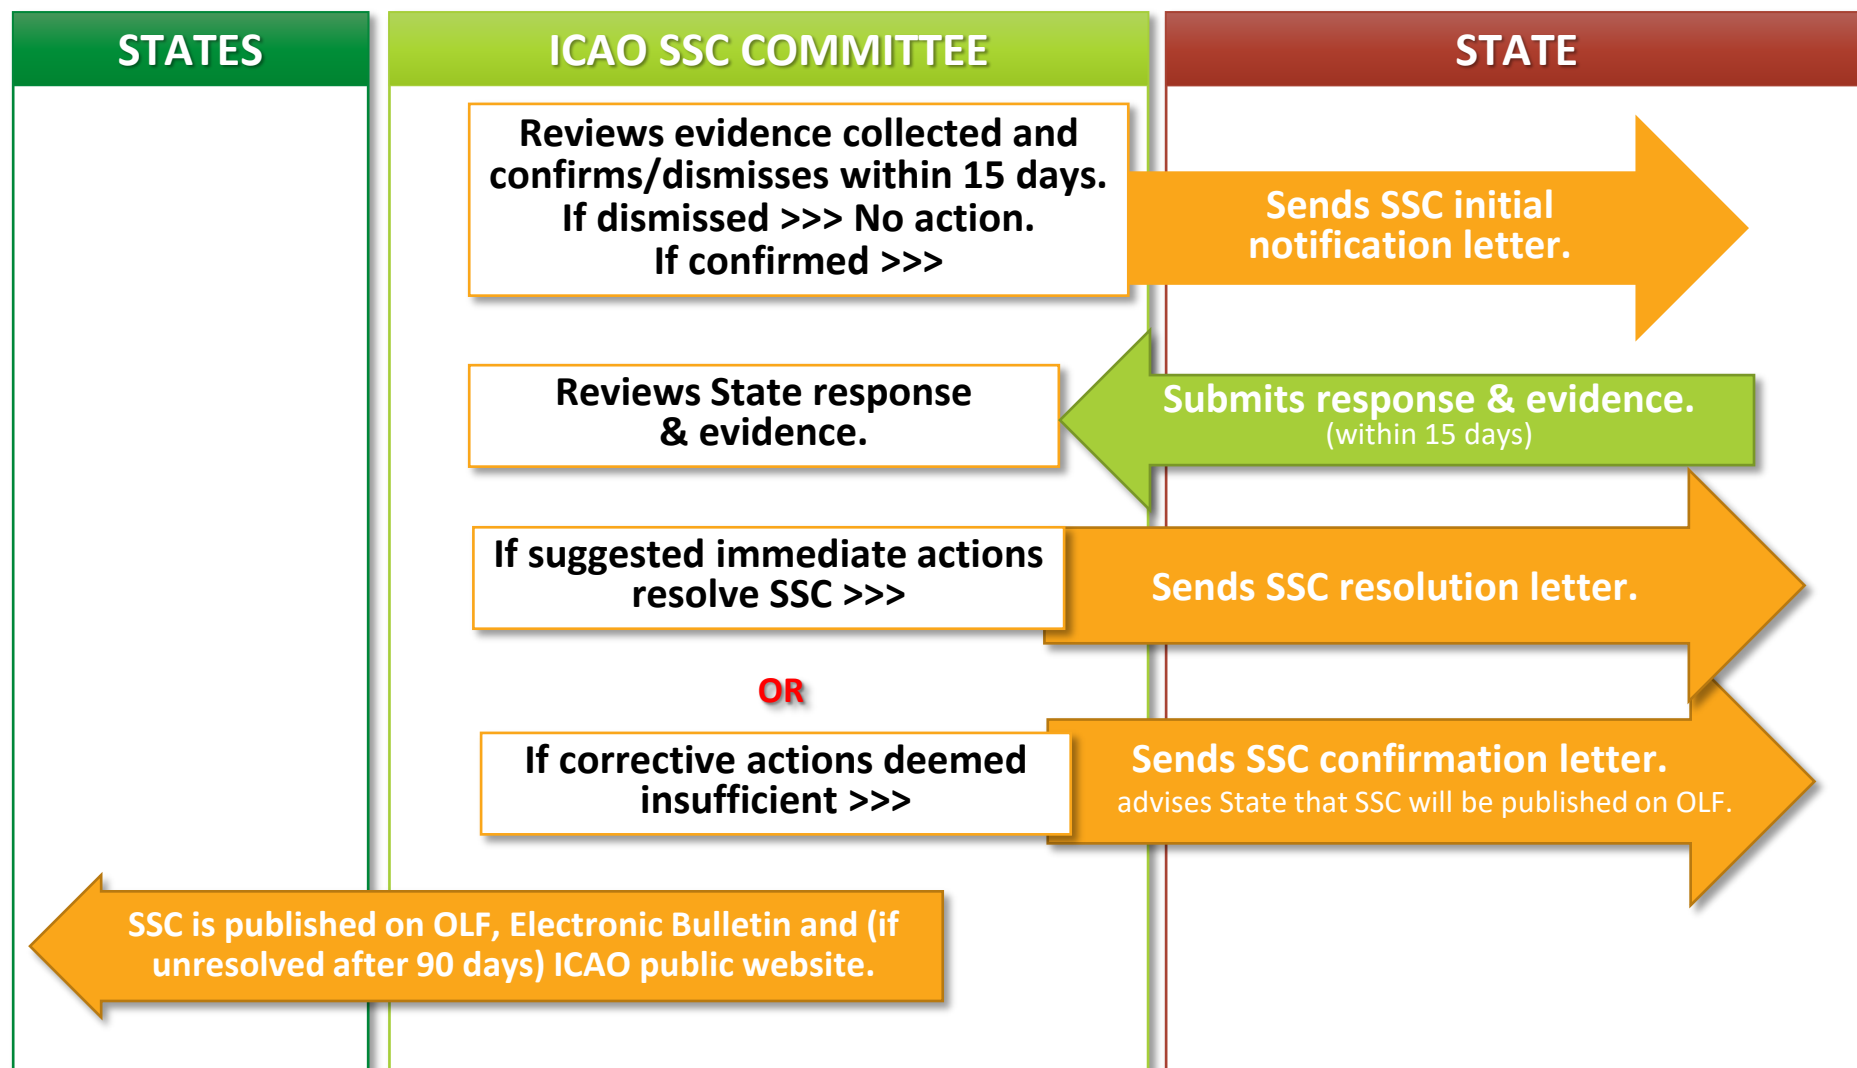 STATES
ICAO SSC COMMITTEE
STATE
Reviews evidence collected and
confirms/dismisses within 15 days.
If dismissed >>> No action.
If confirmed >>>
Sends SSC initial
notification letter.
Reviews State response
& evidence.
Submits response & evidence.
(within 15 days)
If suggested immediate actions
resolve SSC >>>
Sends SSC resolution letter.
OR
If corrective actions deemed
insufficient >>>
Sends SSC confirmation letter.
advises State that SSC will be published on OLF.
SSC is published on OLF, Electronic Bulletin and (if
unresolved after 90 days) ICAO public website.